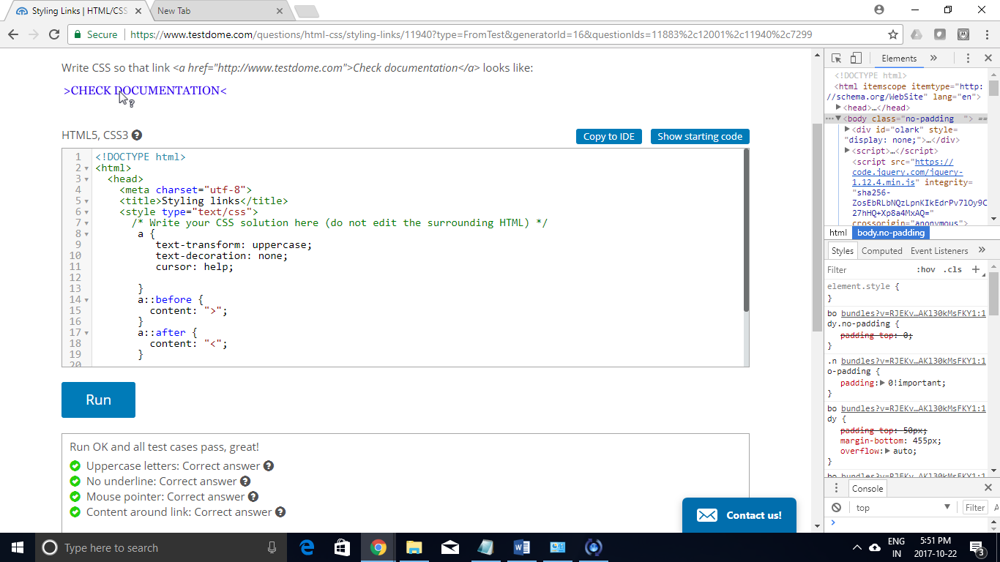 Styling Links | HTML/CSS
New Tab
Secure
https://www.testdome.com/questions/html-css/styling-links/11940?type=FromTest&generatorId=16&questionIds=11883%2c12001%2c11940%2c7299
Write CSS so that link <a href="http://www.testdome.com">Check documentation</a> looks like:
>CHECK DOCUMENTATION<
HTML5, CSS3
Copy to IDE
Show starting code
1 <!DOCTYPE html>
2 <html>
3 <head>
4 <meta charset="utf-8">
5 <title>Styling links</title>
6 <style type="text/css">
7 /* Write your CSS solution here (do not edit the surrounding HTML) */
8 a {
9 text-transform: uppercase;
10 text-decoration: none;
11 cursor: help;
12
13 }
14 a::before {
15 content: ">";
16 }
17 a::after {
18 content: "<";
19 }
20
Run
Run OK and all test cases pass, great!
Uppercase letters: Correct answer
No underline: Correct answer
Mouse pointer: Correct answer
Content around link: Correct answer
Contact us!
Elements
<!DOCTYPE html>
<html itemscope itemtype="http:
//schema.org/WebSite" lang="en">
<head>…</head>
<body class="no-padding "> ==
<div id="olark" style=
"display: none;">…</div>
<script>…</script>
<script src="https://
code.jquery.com/jquery-
1.12.4.min.js" integrity=
"sha256-
ZosEbRLbNQzLpnKIkEdrPv7lOy9C
27hHQ+Xp8a4MxAQ="
crossorigin="anonymous">
html
body.no-padding
Styles
Computed
Event Listeners
Filter
:hov
.cls
element.style {
}
bo bundles?v=RJEKv…AKl30kMsFKY1:1
dy.no-padding {
padding-top: 0;
}
.n bundles?v=RJEKv…AKl30kMsFKY1:1
o-padding {
padding: 0!important;
}
bo bundles?v=RJEKv…AKl30kMsFKY1:1
dy {
padding-top: 50px;
margin-bottom: 455px;
overflow: auto;
}
bo bundles?v=RJEKv…AKl30kMsFKY1:1
Console
top
Filter
Type here to search
ENG
IN
5:51 PM
2017-10-22
3